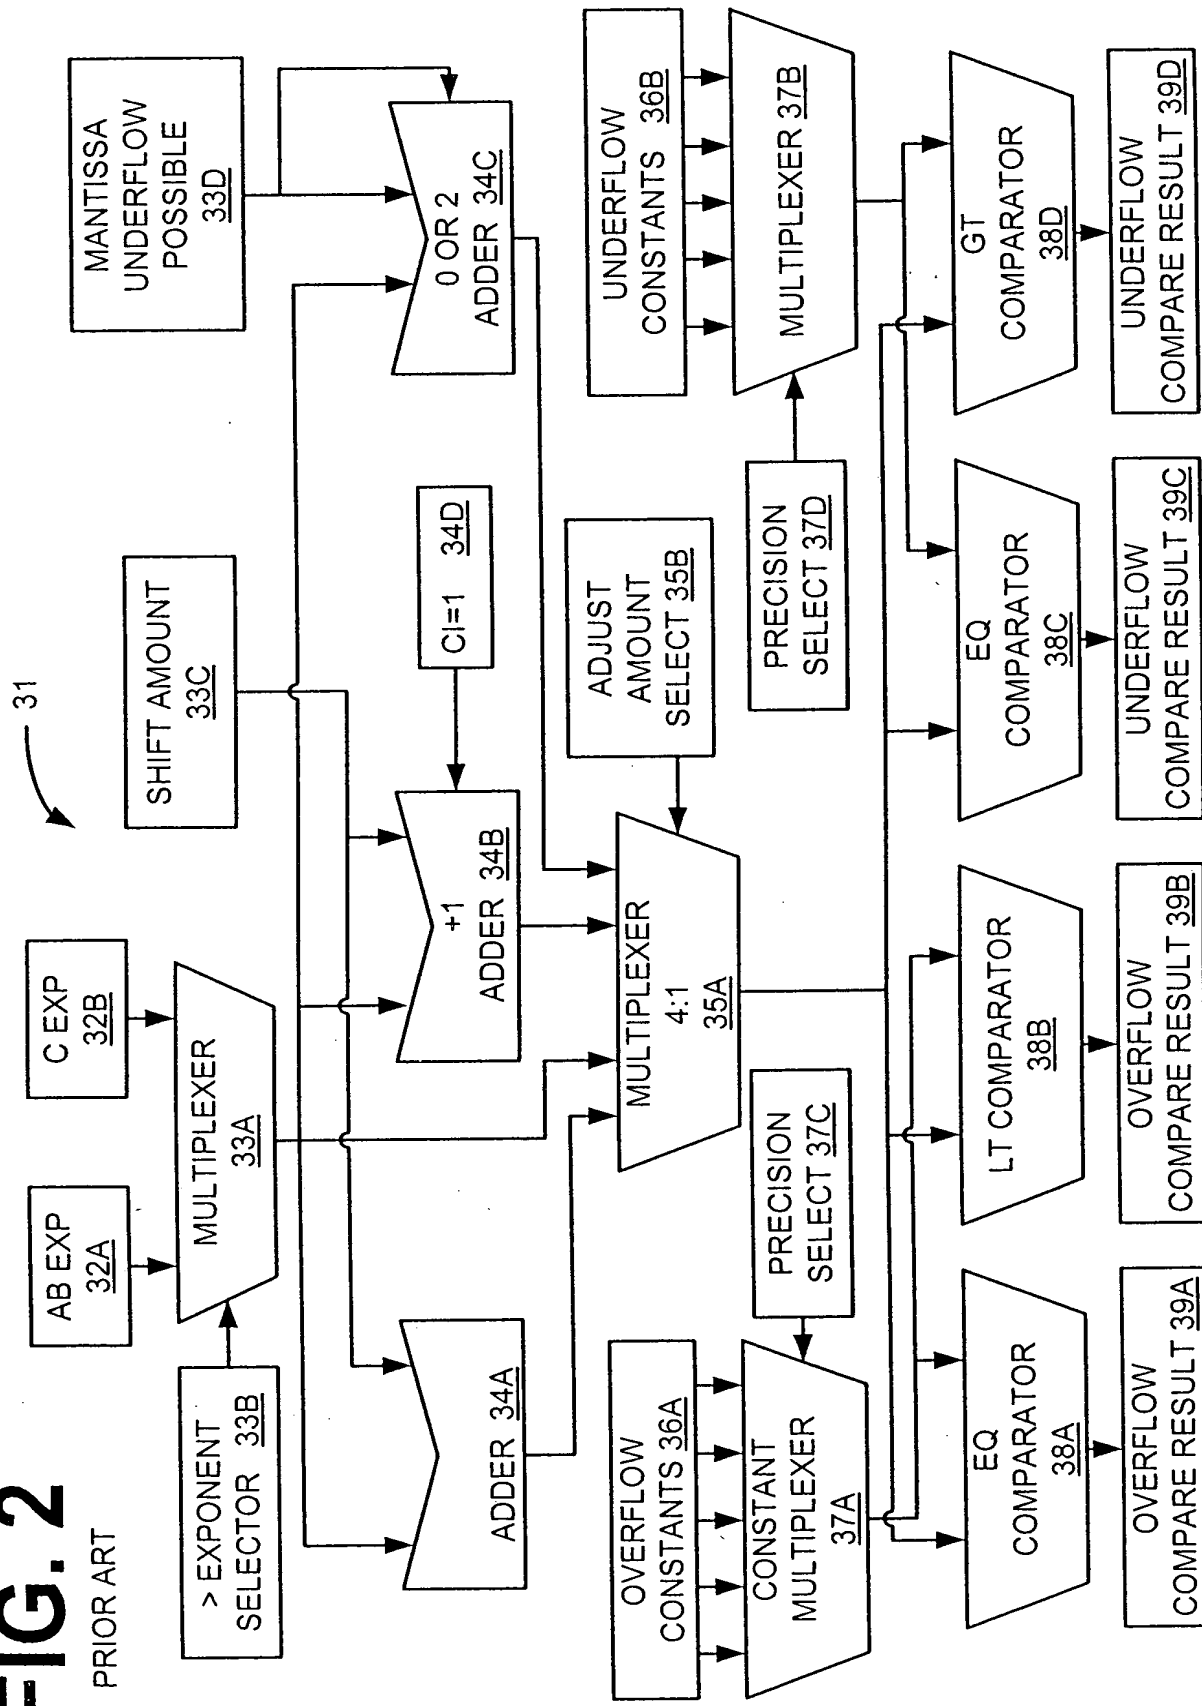 FIG. 2
PRIOR ART
31
AB EXP
32A
C EXP
32B
> EXPONENT
SELECTOR 33B
MULTIPLEXER
33A
SHIFT AMOUNT
33C
MANTISSA
UNDERFLOW
POSSIBLE
33D
ADDER 34A
+1
ADDER 34B
CI=1 34D
0 OR 2
ADDER 34C
OVERFLOW
CONSTANTS 36A
PRECISION
SELECT 37C
CONSTANT
MULTIPLEXER
37A
MULTIPLEXER
4:1
35A
ADJUST
AMOUNT
SELECT 35B
UNDERFLOW
CONSTANTS 36B
PRECISION
SELECT 37D
MULTIPLEXER 37B
EQ
COMPARATOR
38A
LT COMPARATOR
38B
EQ
COMPARATOR
38C
GT
COMPARATOR
38D
OVERFLOW
COMPARE RESULT 39A
OVERFLOW
COMPARE RESULT 39B
UNDERFLOW
COMPARE RESULT 39C
UNDERFLOW
COMPARE RESULT 39D